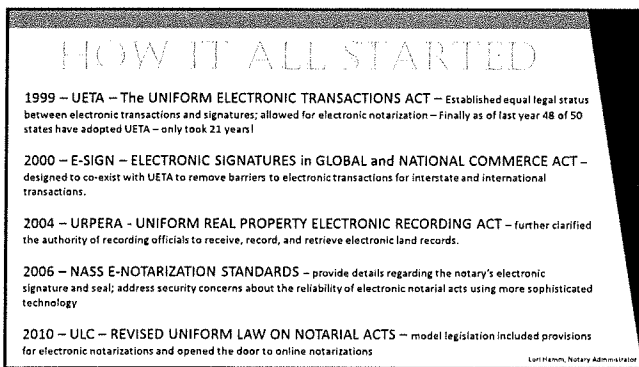 HOW IT ALL STARTED
1999 – UETA – The UNIFORM ELECTRONIC TRANSACTIONS ACT – Established equal legal status
between electronic transactions and signatures; allowed for electronic notarization – Finally as of last year 48 of 50
states have adopted UETA – only took 21 years!
2000 – E-SIGN – ELECTRONIC SIGNATURES in GLOBAL and NATIONAL COMMERCE ACT –
designed to co-exist with UETA to remove barriers to electronic transactions for interstate and international
transactions.
2004 – URPERA - UNIFORM REAL PROPERTY ELECTRONIC RECORDING ACT – further clarified
the authority of recording officials to receive, record, and retrieve electronic land records.
2006 – NASS E-NOTARIZATION STANDARDS – provide details regarding the notary's electronic
signature and seal; address security concerns about the reliability of electronic notarial acts using more sophisticated
technology
2010 – ULC – REVISED UNIFORM LAW ON NOTARIAL ACTS – model legislation included provisions
for electronic notarizations and opened the door to online notarizations
Lori Hamm, Notary Administrator